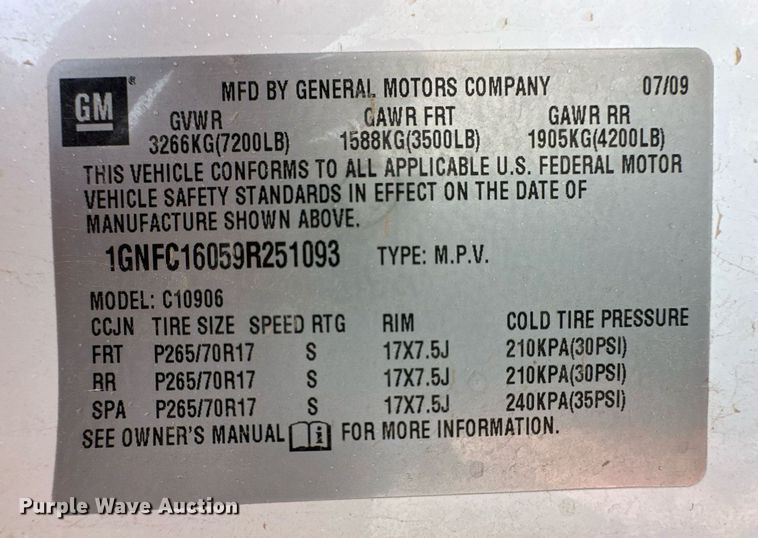 GM ® MFD BY GENERAL MOTORS COMPANY 07/09
GVWR GAWR FRT GAWR RR
3266KG(7200LB) 1588KG(3500LB) 1905KG(4200LB)
THIS VEHICLE CONFORMS TO ALL APPLICABLE U.S. FEDERAL MOTOR
VEHICLE SAFETY STANDARDS IN EFFECT ON THE DATE OF
MANUFACTURE SHOWN ABOVE.
1GNFC16059R251093 TYPE: M.P.V.
MODEL: C10906
CCJN TIRE SIZE SPEED RTG RIM COLD TIRE PRESSURE
FRT P265/70R17 S 17X7.5J 210KPA(30PSI)
RR P265/70R17 S 17X7.5J 210KPA(30PSI)
SPA P265/70R17 S 17X7.5J 240KPA(35PSI)
SEE OWNER'S MANUAL i FOR MORE INFORMATION.
Purple Wave Auction